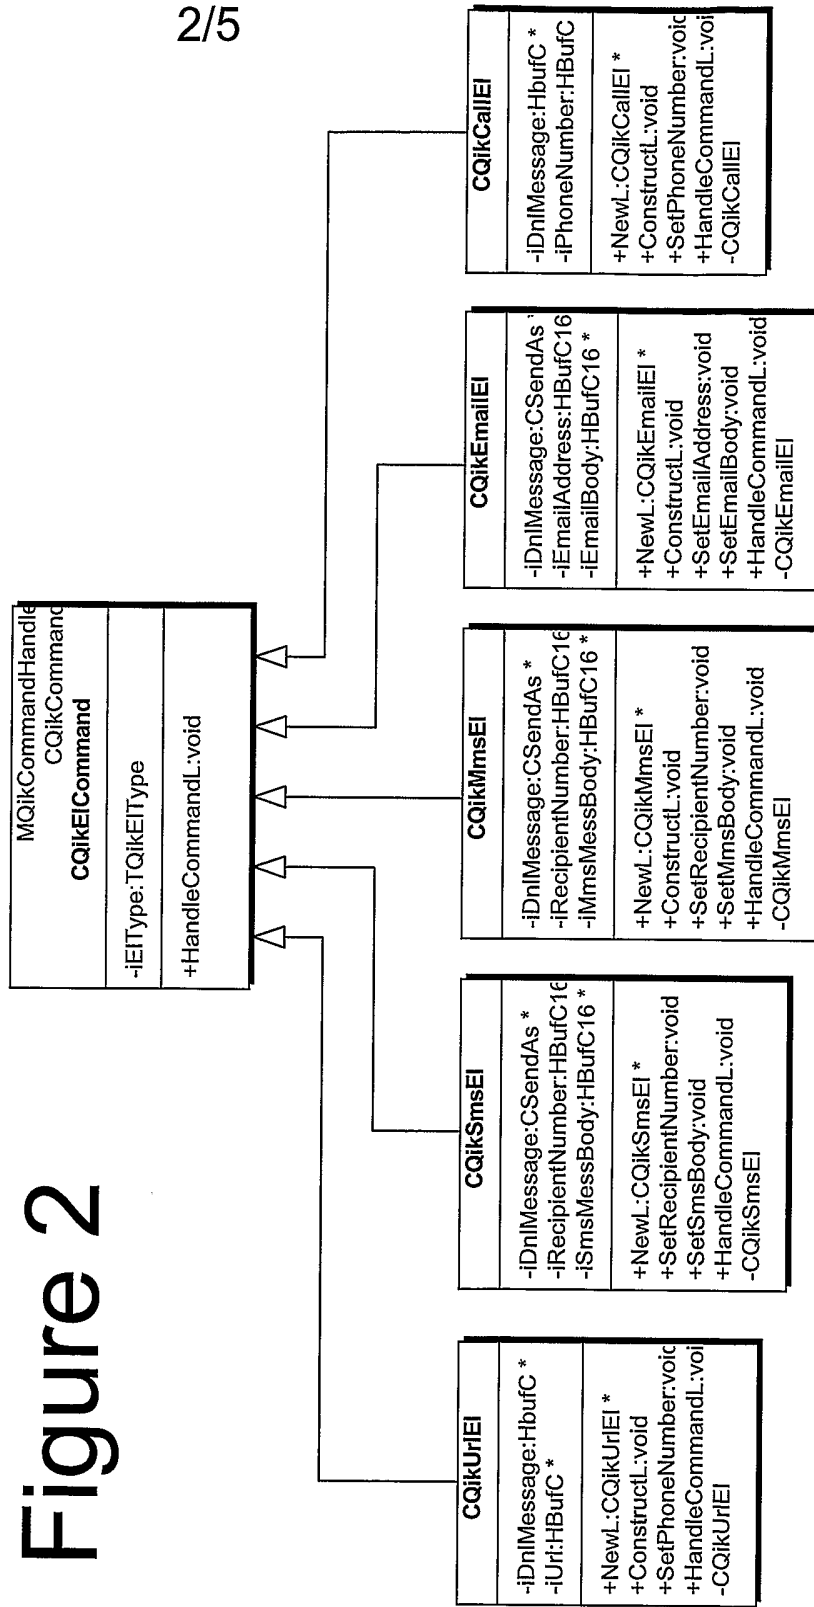 2/5
Figure 2
MQikCommandHandle
CQikCommand
CQikElCommand
-iElType:TQikElType
+HandleCommandL:void
CQikUrlEl
-iDnlMessage:HbufC *
-iUrl:HBufC *
+NewL:CQikUrlEl *
+ConstructL:void
+SetPhoneNumber:void
+HandleCommandL:voi
-CQikUrlEl
CQikSmsEl
-iDnlMessage:CSendAs *
-iRecipientNumber:HBufC16
-iSmsMessBody:HBufC16 *
+NewL:CQikSmsEl *
+SetRecipientNumber:void
+SetSmsBody:void
+HandleCommandL:void
-CQikSmsEl
CQikMmsEl
-iDnlMessage:CSendAs *
-iRecipientNumber:HBufC16
-iMmsMessBody:HBufC16 *
+NewL:CQikMmsEl *
+ConstructL:void
+SetRecipientNumber:void
+SetMmsBody:void
+HandleCommandL:void
-CQikMmsEl
CQikEmailEl
-iDnlMessage:CSendAs *
-iEmailAddress:HBufC16
-iEmailBody:HBufC16 *
+NewL:CQikEmailEl *
+ConstructL:void
+SetEmailAddress:void
+SetEmailBody:void
+HandleCommandL:void
-CQikEmailEl
CQikCallEl
-iDnlMessage:HbufC *
-iPhoneNumber:HBufC
+NewL:CQikCallEl *
+ConstructL:void
+SetPhoneNumber:void
+HandleCommandL:voi
-CQikCallEl